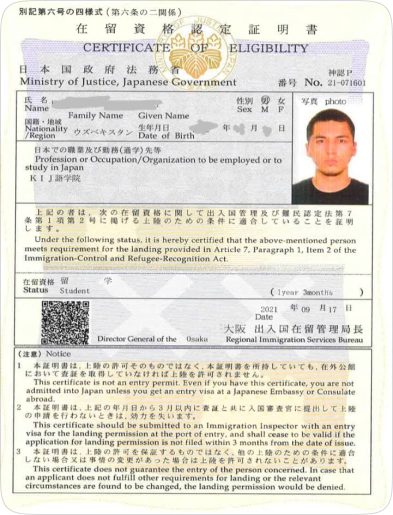 別記第六号の四様式（第六条の二関係）
在留資格認定証明書
CERTIFICATE OF ELIGIBILITY
日本国政府法務省
Ministry of Justice, Japanese Government
神認P
番号 No. 21-071601
氏名
Name
Family Name Given Name
性別 男 女
Sex M F
写真 photo
国籍・地域
Nationality
/Region
ウズベキスタン
生年月日 年 月 日
Date of Birth
日本での職業及び勤務(通学)先等
Profession or Occupation/Organization to be employed or to
study in Japan
KIJ語学院
上記の者は、次の在留資格に関して出入国管理及び難民認定法第7
条第1項第2号に掲げる上陸のための条件に適合していることを証明
します。
Under the following status, it is hereby certified that the above-mentioned person
meets requirement for the landing provided in Article 7, Paragraph 1, Item 2 of the
Immigration-Control and Refugee-Recognition Act.
在留資格 留 学
Status Student
( 1year 3months )
2021 年 09 月 17 日
Date
大阪 出入国在留管理局長
Director General of the Osaka Regional Immigration Services Bureau
(注意) Notice
1 本証明書は、上陸の許可そのものではなく、本証明書を所持していても、在外公館
において査証を取得していなければ上陸を許可されません。
This certificate is not an entry permit. Even if you have this certificate, you are not
admitted into Japan unless you get an entry visa at a Japanese Embassy or Consulate
abroad.
2 本証明書は、上記の年月日から3月以内に査証と共に入国審査官に提出して上陸
の申請を行わないときは、効力を失います。
This certificate should be submitted to an Immigration Inspector with an entry
visa for the landing permission at the port of entry, and shall cease to be valid if the
application for landing permission is not filed within 3 months from the date of issue.
3 本証明書は、上陸の許可を保証するものではなく、他の上陸のための条件に適合
しない場合又は事情の変更があった場合は上陸を許可されないことがあります。
This certificate does not guarantee the entry of the person concerned. In case that
an applicant does not fulfill other requirements for landing or the relevant
circumstances are found to be changed, the landing permission would be denied.